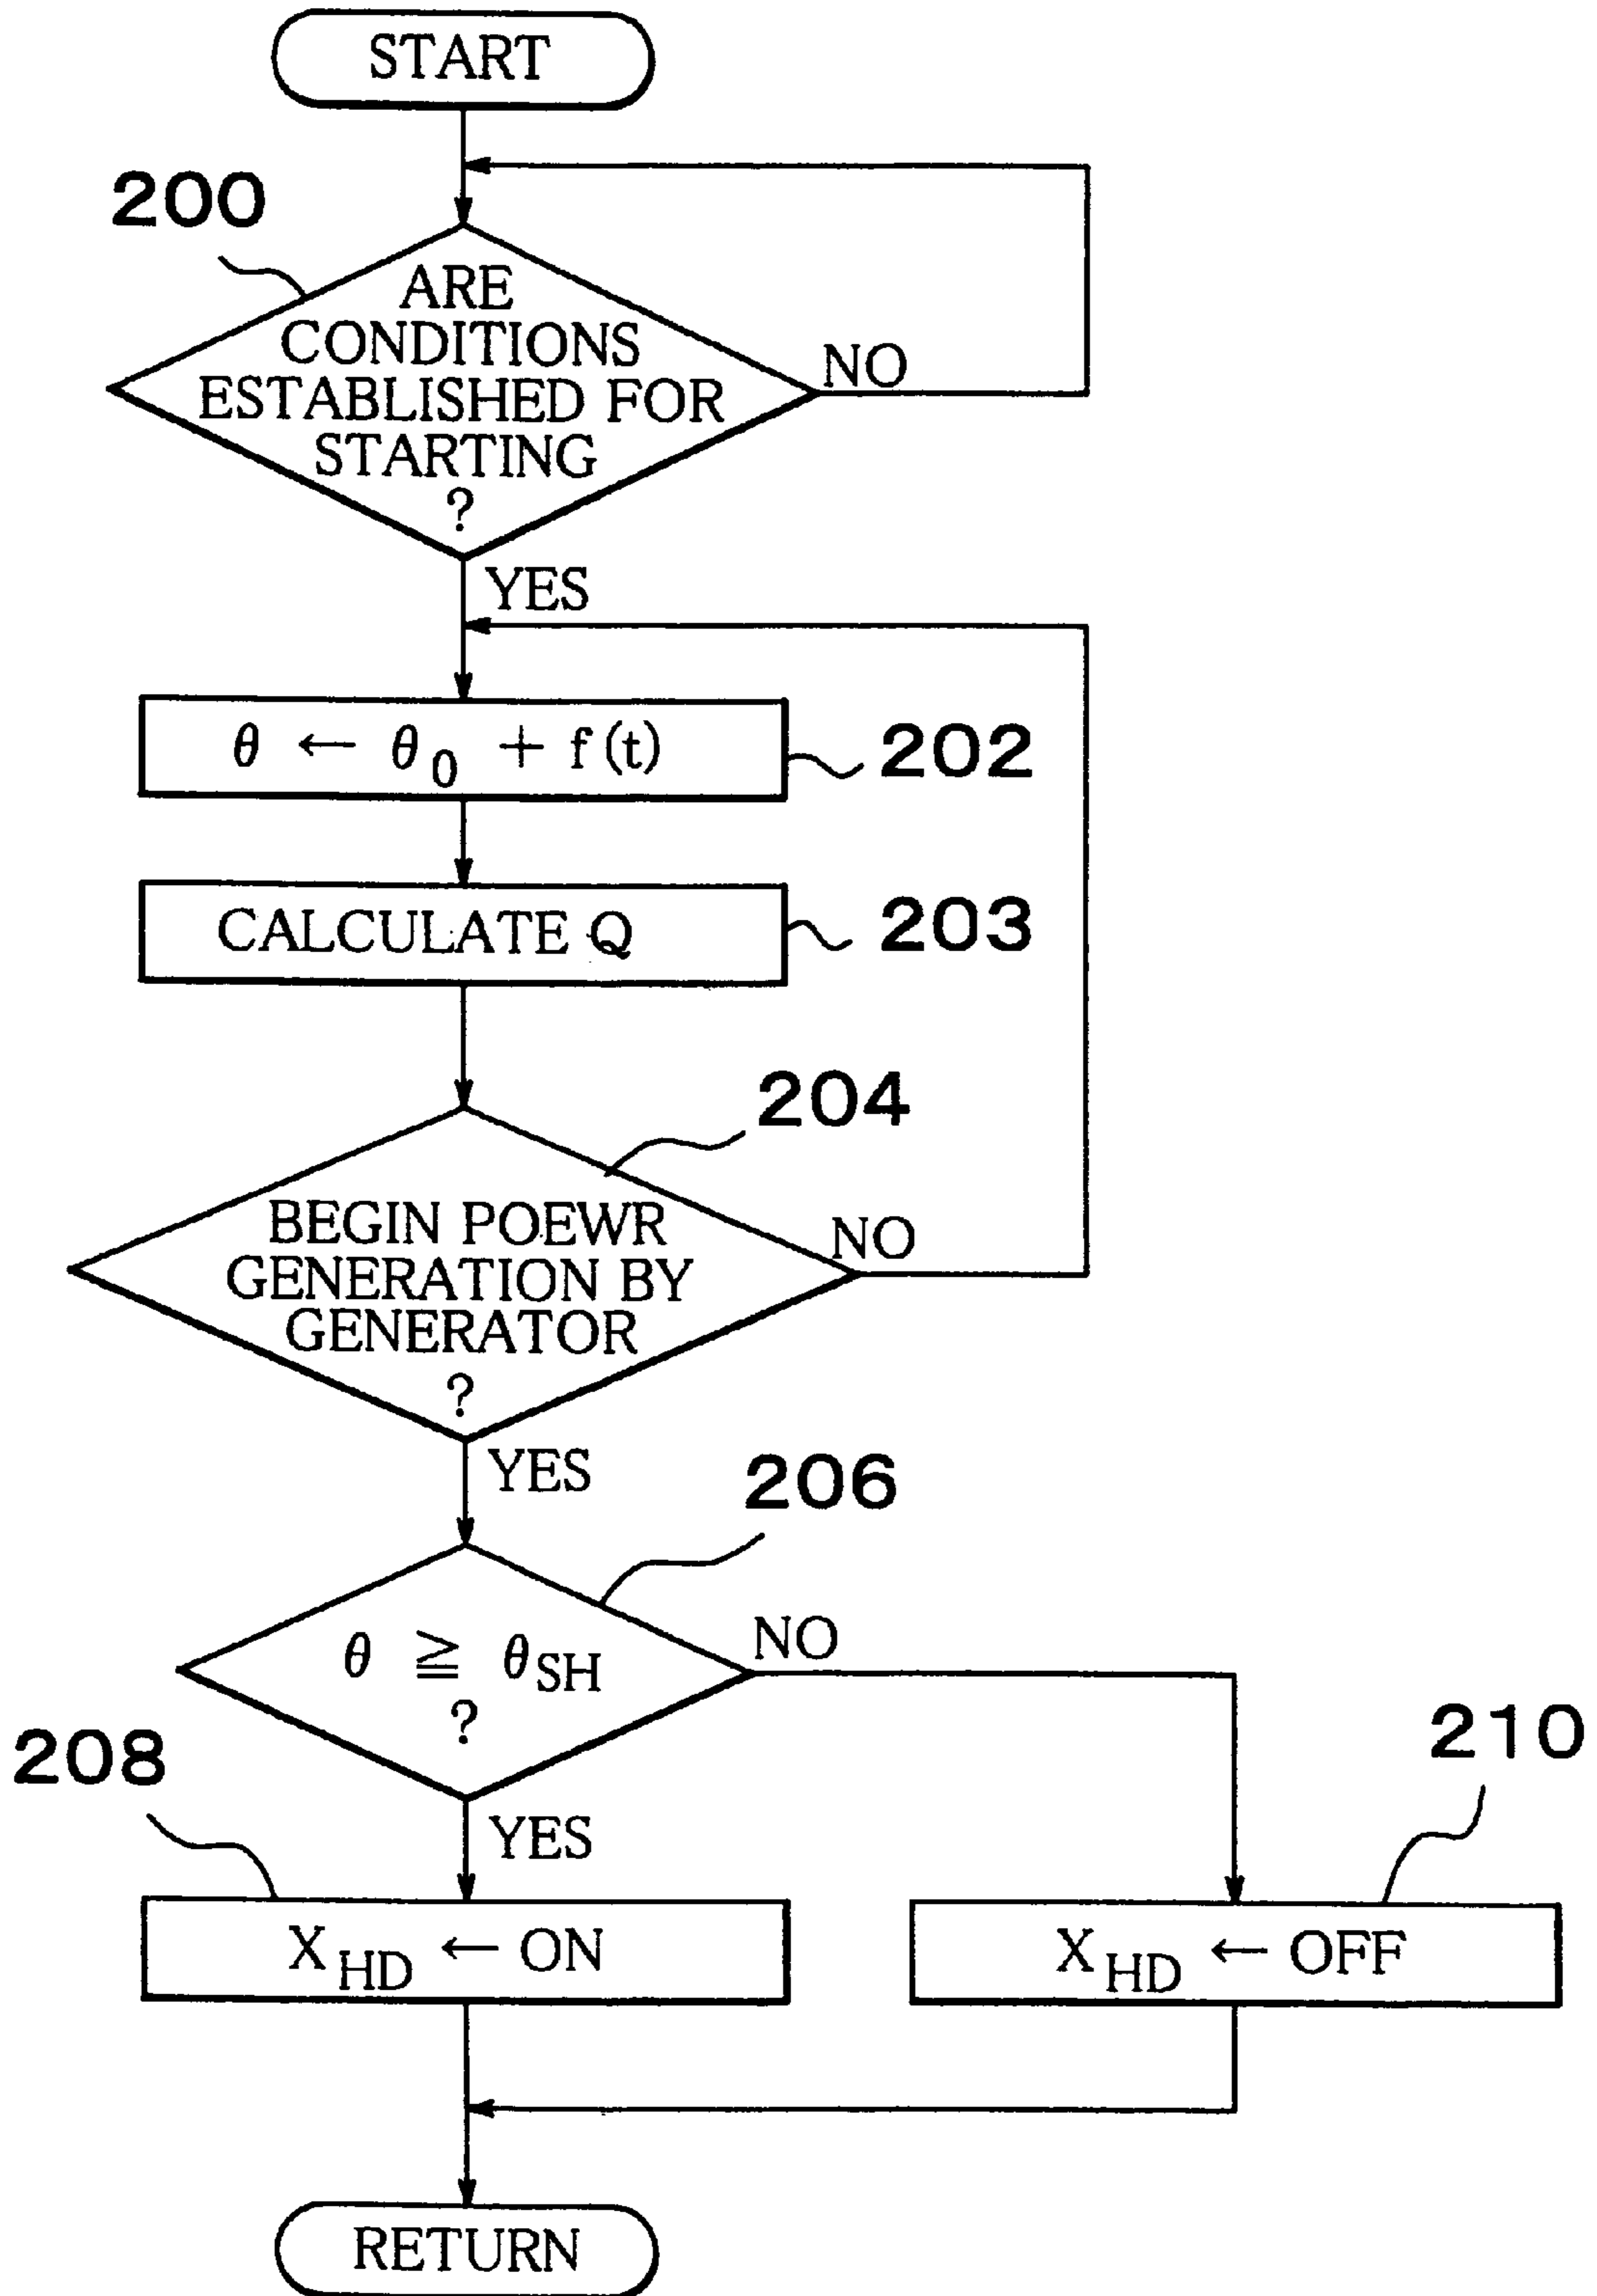 START
200
ARE
CONDITIONS
ESTABLISHED FOR
STARTING
?
NO
YES
θ ← θ0 + f(t)
202
CALCULATE Q
203
204
BEGIN POEWR
GENERATION BY
GENERATOR
?
NO
YES
206
θ ≧ θSH
?
NO
208
210
YES
XHD ← ON
XHD ← OFF
RETURN